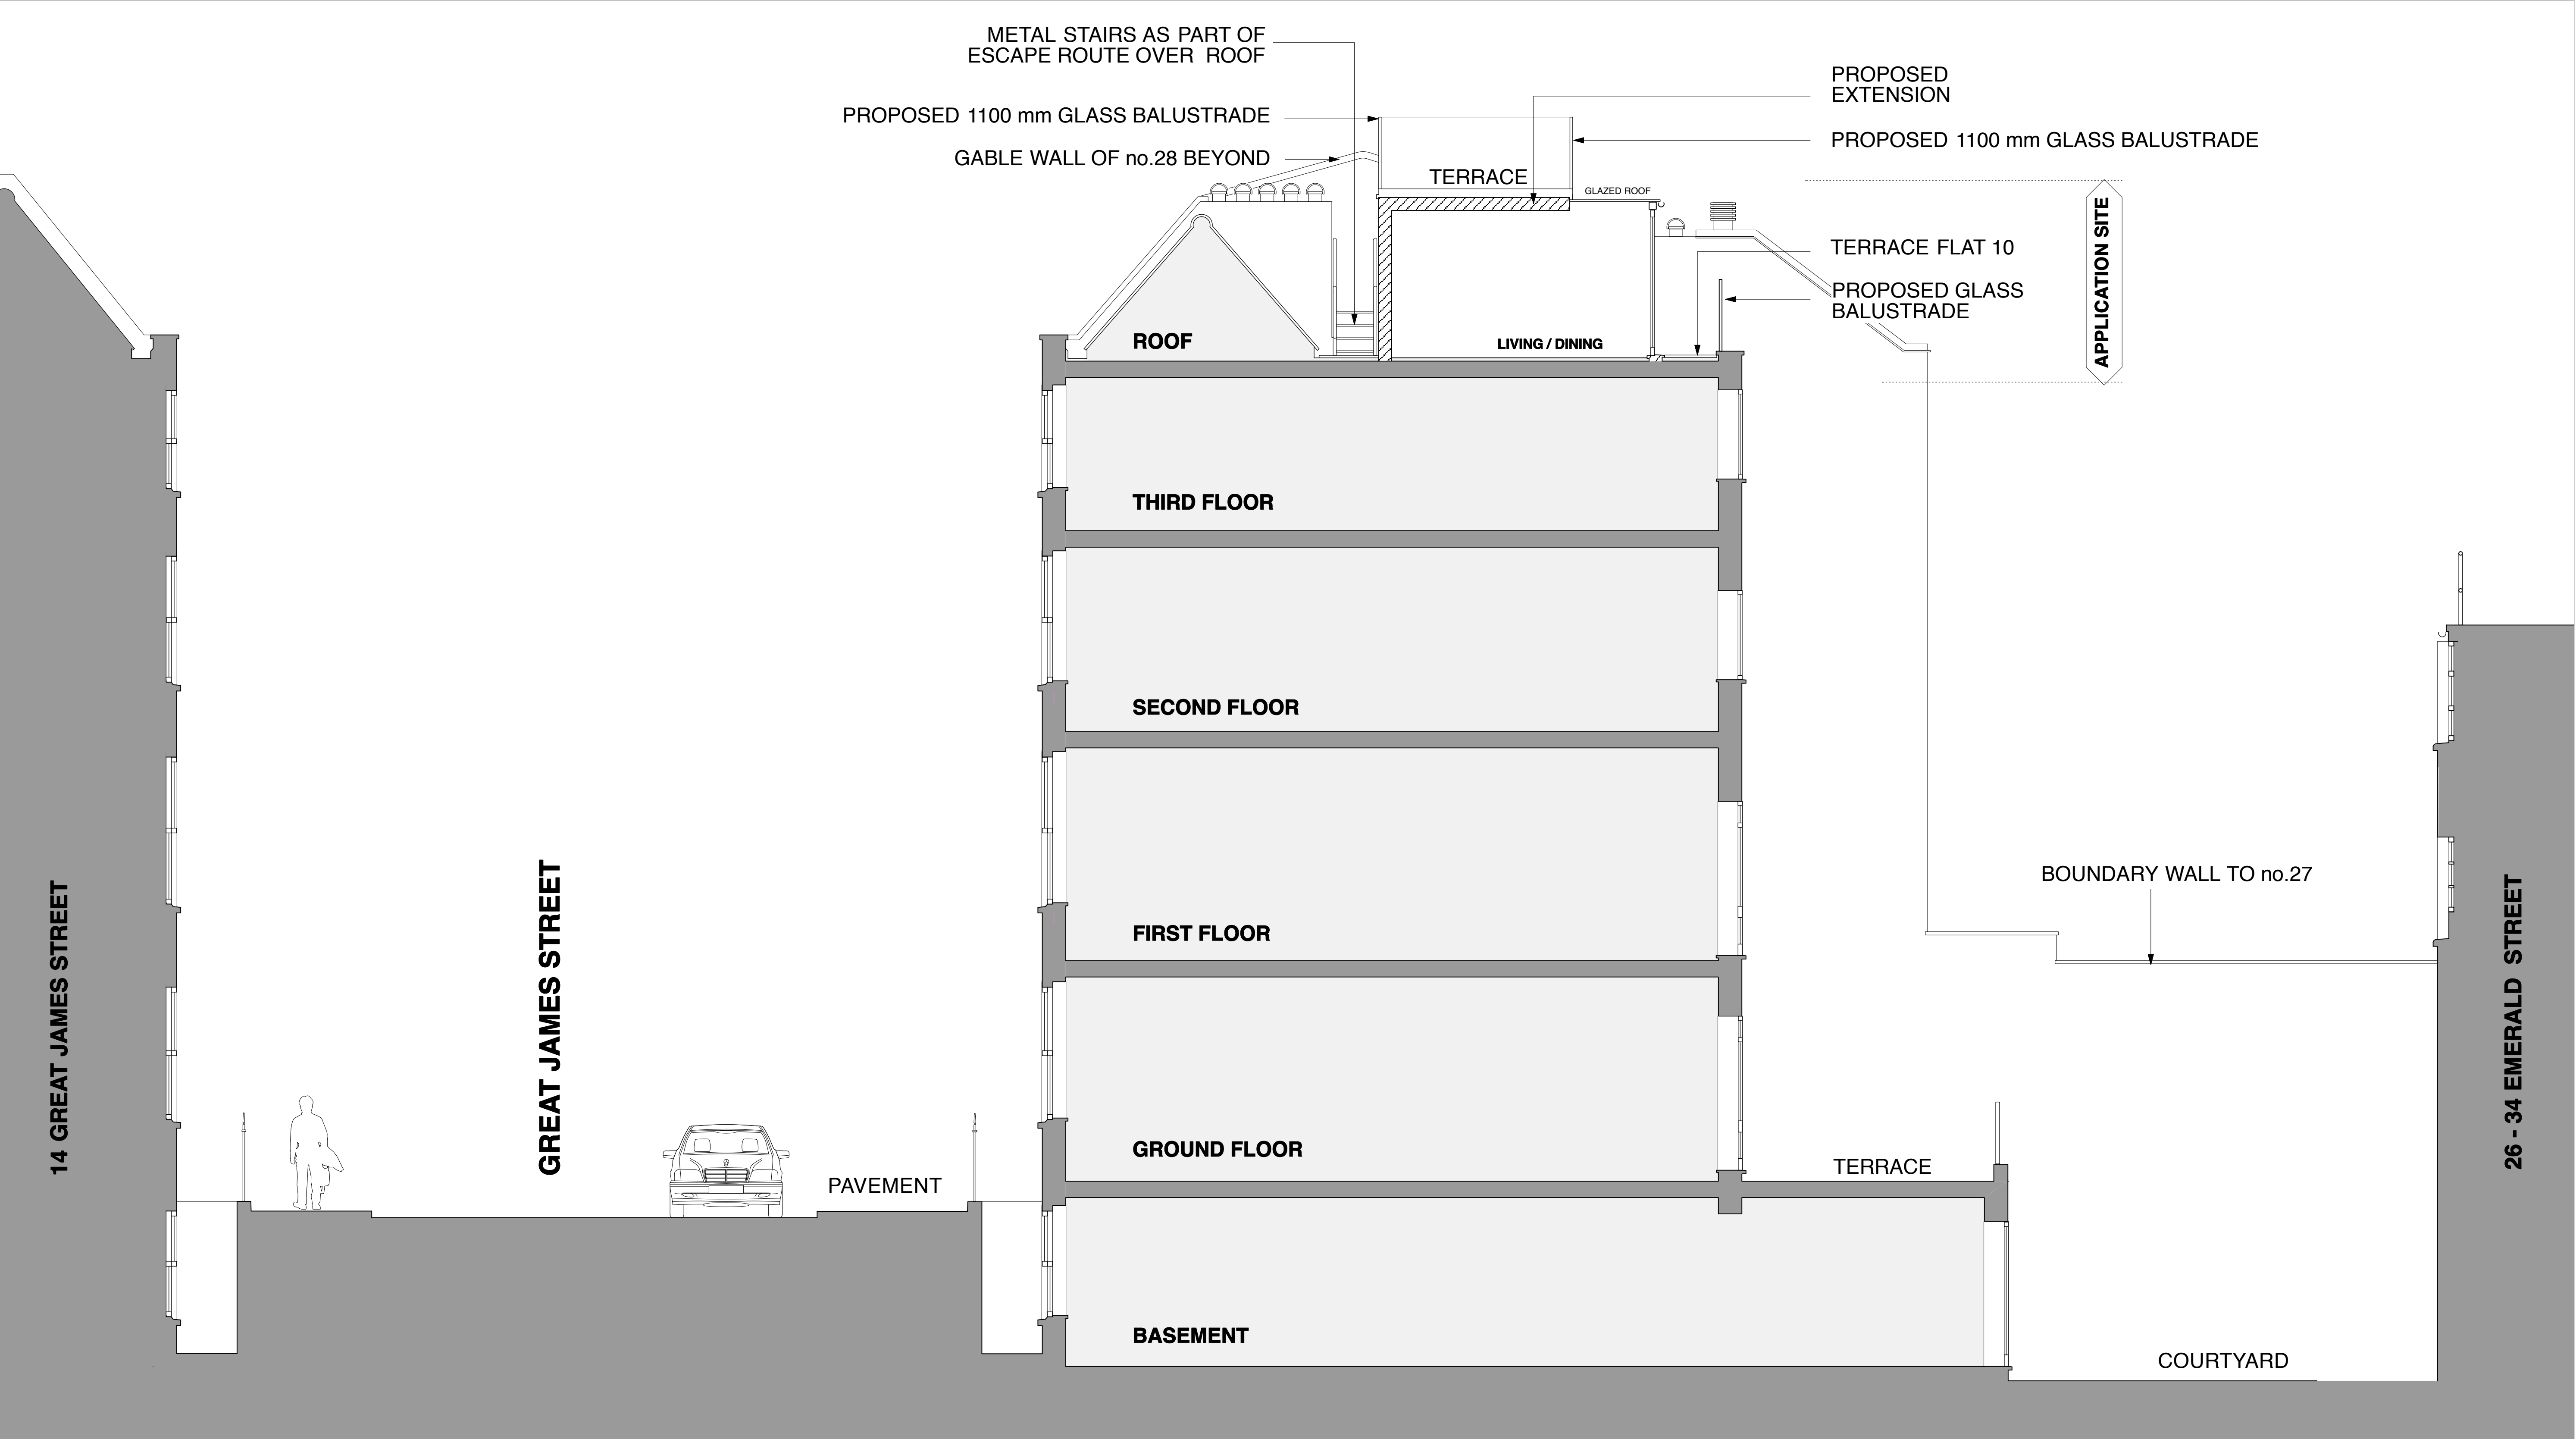 METAL STAIRS AS PART OF
ESCAPE ROUTE OVER ROOF
PROPOSED
EXTENSION
PROPOSED 1100 mm GLASS BALUSTRADE
PROPOSED 1100 mm GLASS BALUSTRADE
GABLE WALL OF no.28 BEYOND
TERRACE
GLAZED ROOF
TERRACE FLAT 10
PROPOSED GLASS
BALUSTRADE
APPLICATION SITE
ROOF
LIVING / DINING
THIRD FLOOR
SECOND FLOOR
FIRST FLOOR
BOUNDARY WALL TO no.27
14 GREAT JAMES STREET
GREAT JAMES STREET
26 - 34 EMERALD STREET
GROUND FLOOR
TERRACE
PAVEMENT
BASEMENT
COURTYARD